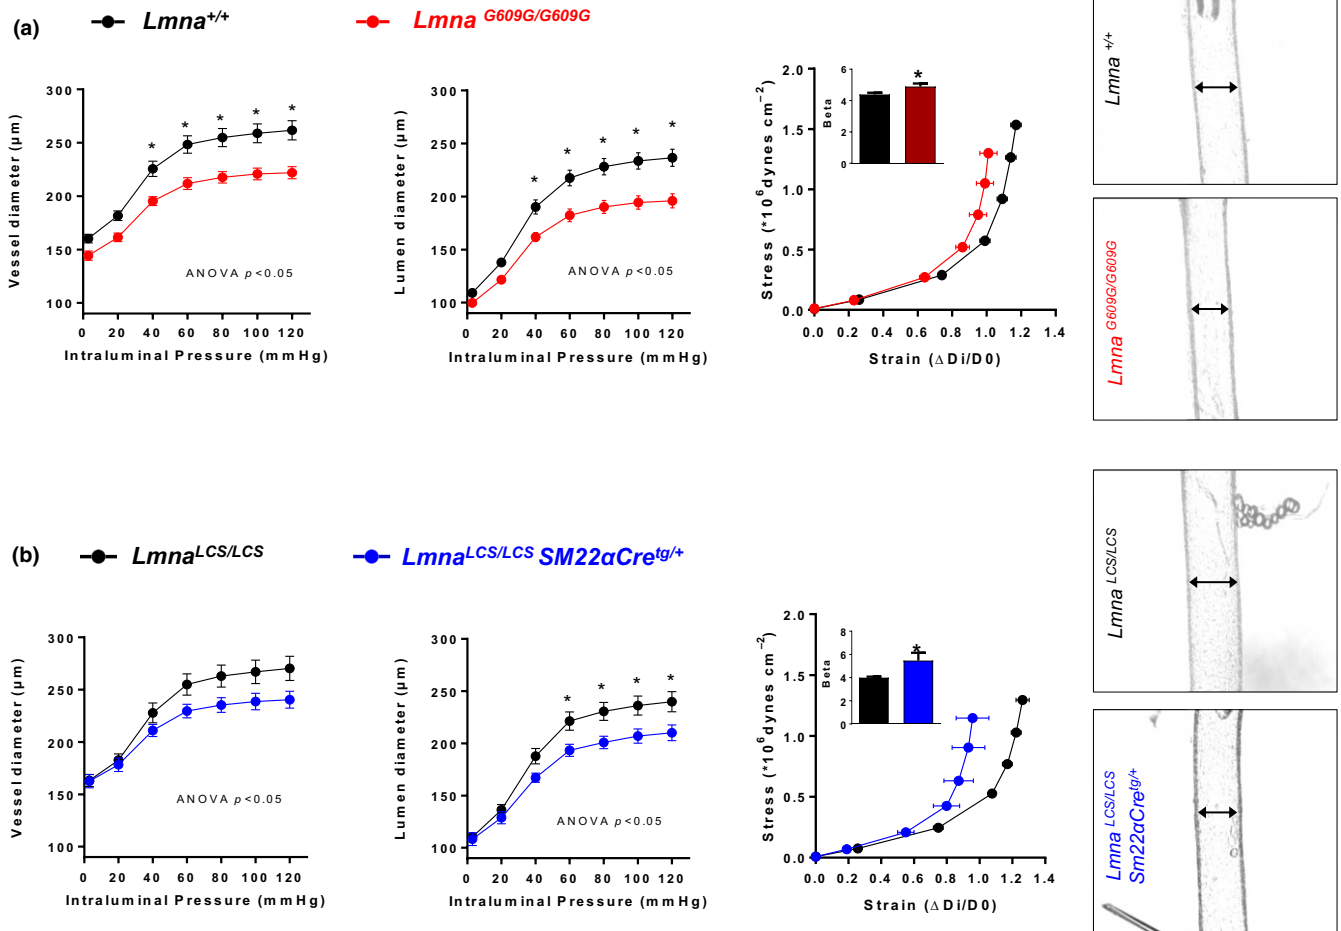 (a)
Lmna+/+
Lmna G609G/G609G
Vessel diameter (µm)
300
250
200
150
100
* * * * *
ANOVA p<0.05
0 20 40 60 80 100 120
Intraluminal Pressure (mmHg)
Lumen diameter (µm)
300
250
200
150
100
* * * * *
ANOVA p<0.05
0 20 40 60 80 100 120
Intraluminal Pressure (mmHg)
Stress (*10⁶dynes cm⁻²)
2.0
1.5
1.0
0.5
0.0
Beta
6
4
2
0
*
0.0 0.2 0.4 0.6 0.8 1.0 1.2 1.4
Strain (ΔDi/D0)
Lmna +/+
Lmna G609G/G609G
(b)
LmnaLCS/LCS
LmnaLCS/LCS SM22αCretg/+
Vessel diameter (µm)
300
250
200
150
100
ANOVA p<0.05
0 20 40 60 80 100 120
Intraluminal Pressure (mmHg)
Lumen diameter (µm)
300
250
200
150
100
* * * *
ANOVA p<0.05
0 20 40 60 80 100 120
Intraluminal Pressure (mmHg)
Stress (*10⁶dynes cm⁻²)
2.0
1.5
1.0
0.5
0.0
Beta
8
6
4
2
0
*
0.0 0.2 0.4 0.6 0.8 1.0 1.2 1.4
Strain (ΔDi/D0)
Lmna LCS/LCS
Lmna LCS/LCS
Sm22αCretg/+